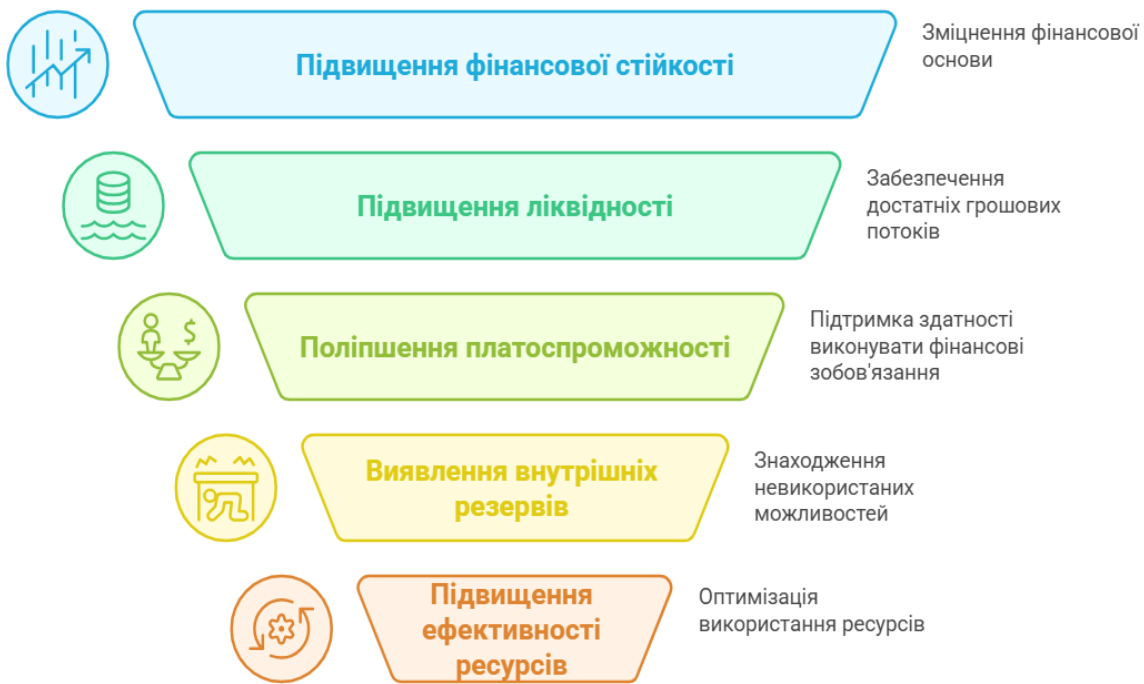 Підвищення фінансової стійкості
Зміцнення фінансової
основи
Підвищення ліквідності
Забезпечення
достатніх грошових
потоків
$
Поліпшення платоспроможності
Підтримка здатності
виконувати фінансові
зобов'язання
Виявлення внутрішніх
резервів
Знаходження
невикористаних
можливостей
Підвищення
ефективності
ресурсів
Оптимізація
використання ресурсів